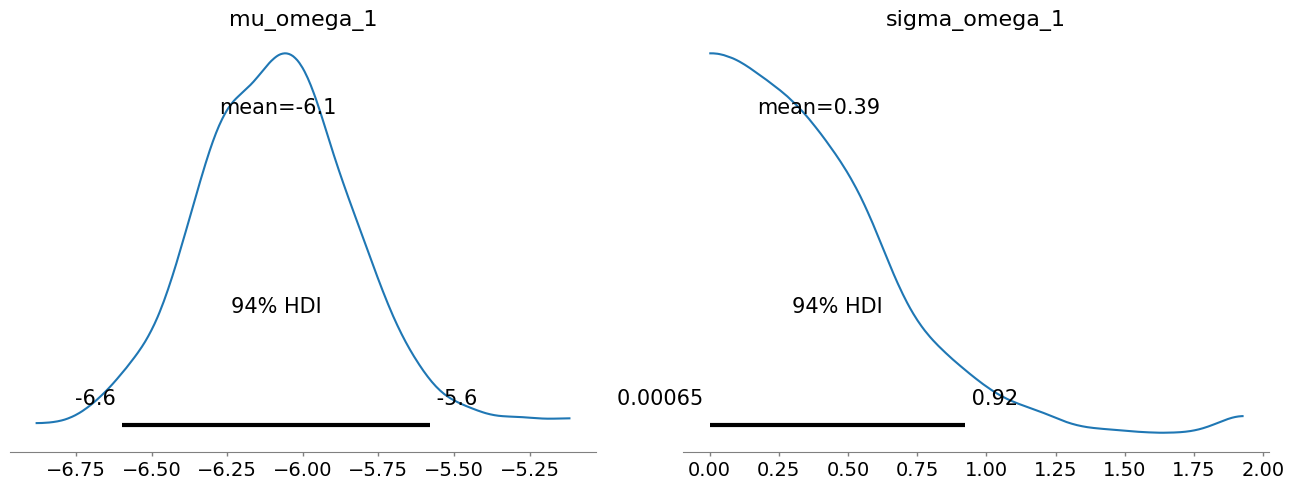 mu_omega_1
mean=-6.1
94% HDI
-6.6 -5.6
−6.75 −6.50 −6.25 −6.00 −5.75 −5.50 −5.25
sigma_omega_1
mean=0.39
94% HDI
0.00065 0.92
0.00 0.25 0.50 0.75 1.00 1.25 1.50 1.75 2.00